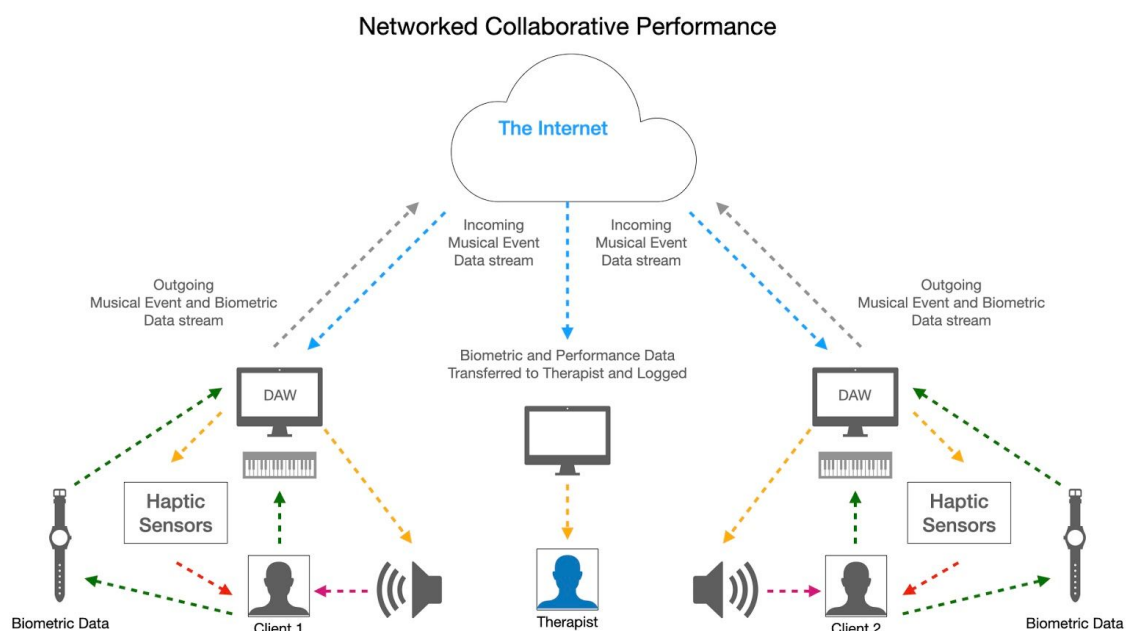 Networked Collaborative Performance
The Internet
Incoming
Musical Event
Data stream
Incoming
Musical Event
Data stream
Outgoing
Musical Event and Biometric
Data stream
Outgoing
Musical Event and Biometric
Data stream
Biometric and Performance Data
Transferred to Therapist and Logged
DAW
DAW
Haptic
Sensors
Haptic
Sensors
Biometric Data
Client 1
Therapist
Client 2
Biometric Data